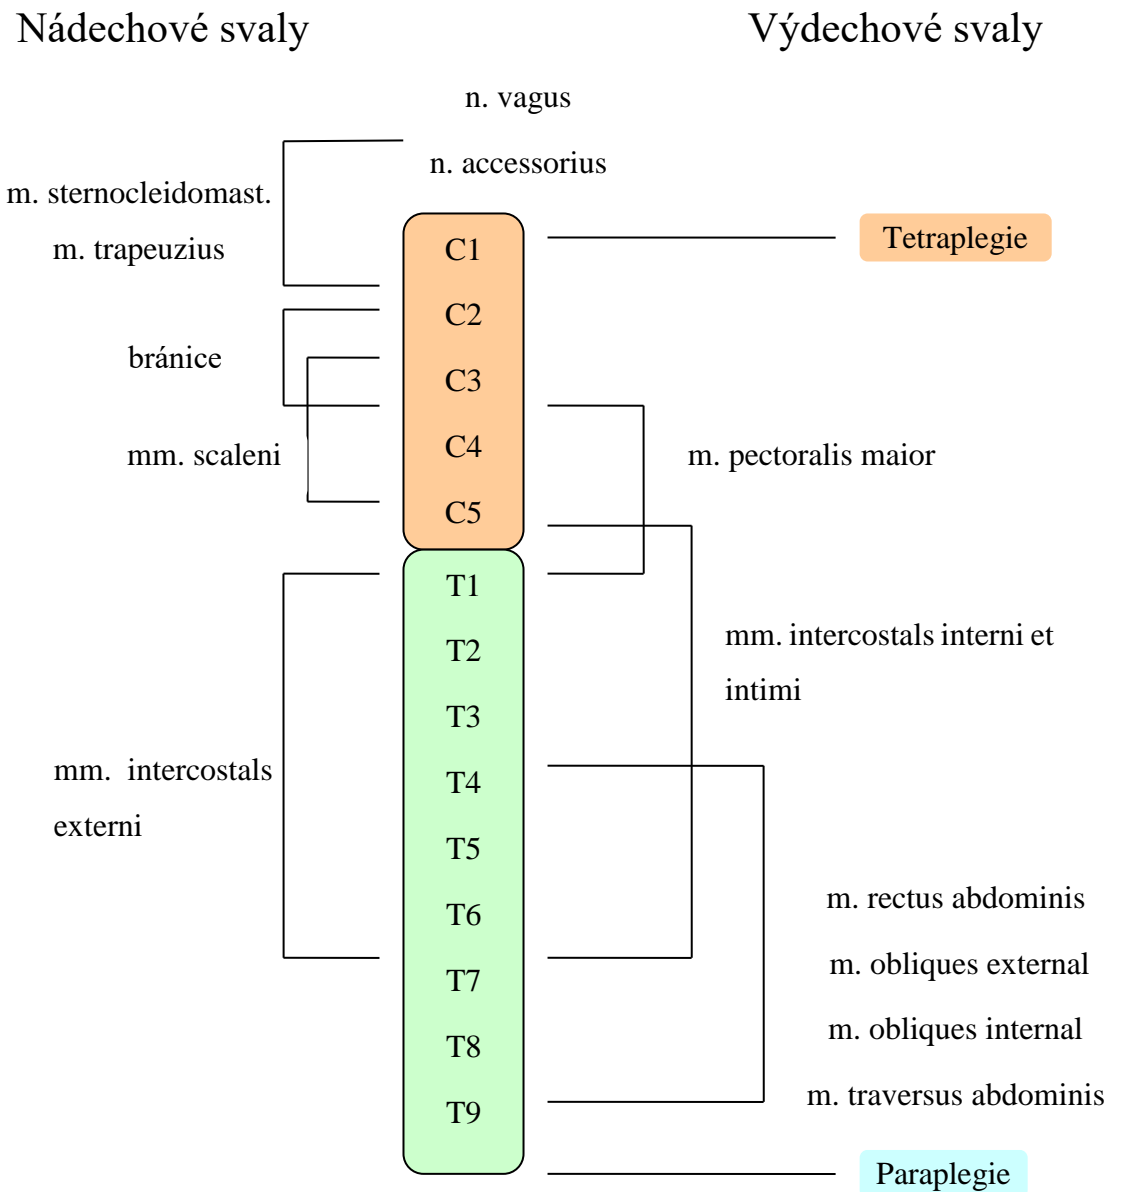 Nádechové svaly
Výdechové svaly
n. vagus
n. accessorius
m. sternocleidomast.
m. trapeuzius
C1
Tetraplegie
C2
bránice
C3
C4
mm. scaleni
m. pectoralis maior
C5
T1
T2
mm. intercostals interni et
intimi
T3
mm. intercostals
externi
T4
T5
T6
m. rectus abdominis
m. obliques external
T7
m. obliques internal
T8
m. traversus abdominis
T9
Paraplegie